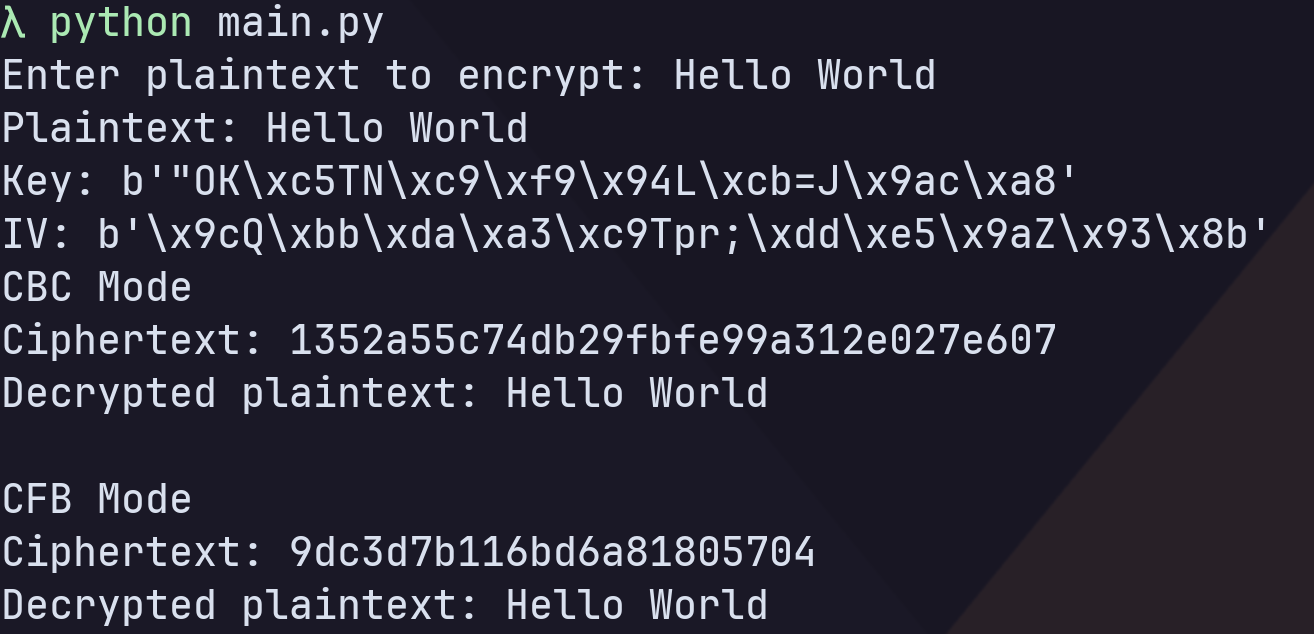 λ python main.py
Enter plaintext to encrypt: Hello World
Plaintext: Hello World
Key: b'"OK\xc5TN\xc9\xf9\x94L\xcb=J\x9ac\xa8'
IV: b'\x9cQ\xbb\xda\xa3\xc9Tpr;\xdd\xe5\x9aZ\x93\x8b'
CBC Mode
Ciphertext: 1352a55c74db29fbfe99a312e027e607
Decrypted plaintext: Hello World
CFB Mode
Ciphertext: 9dc3d7b116bd6a81805704
Decrypted plaintext: Hello World